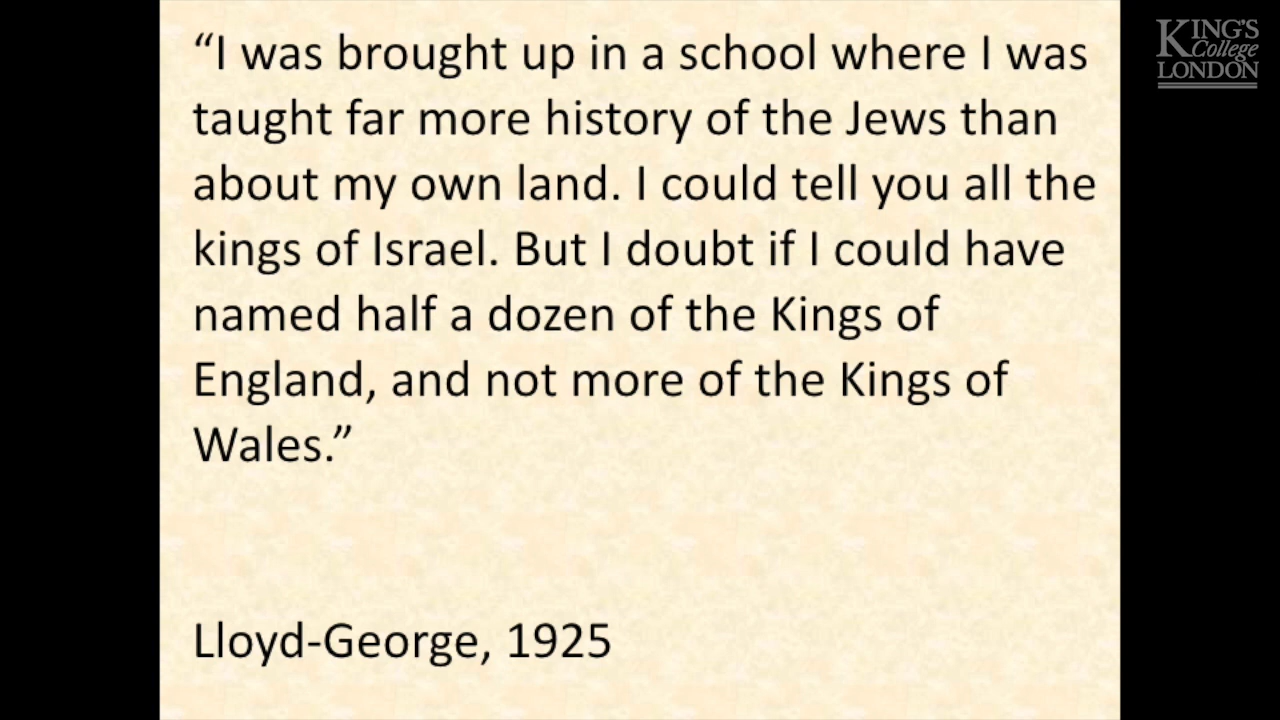 “I was brought up in a school where I was
taught far more history of the Jews than
about my own land. I could tell you all the
kings of Israel. But I doubt if I could have
named half a dozen of the Kings of
England, and not more of the Kings of
Wales.”
Lloyd-George, 1925
KING'S
College
LONDON